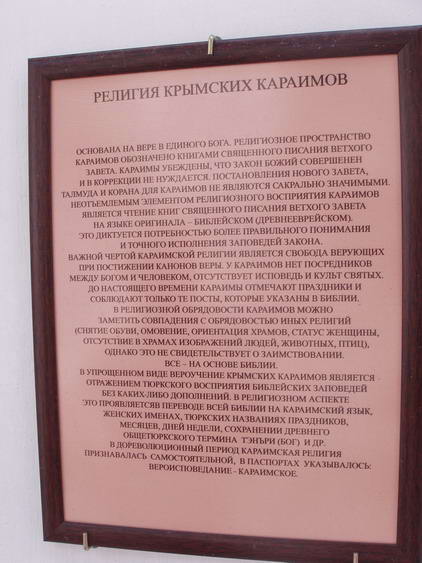 РЕЛИГИЯ КРЫМСКИХ КАРАИМОВ
ОСНОВАНА НА ВЕРЕ В ЕДИНОГО БОГА. РЕЛИГИОЗНОЕ ПРОСТРАНСТВО
КАРАИМОВ ОБОЗНАЧЕНО КНИГАМИ СВЯЩЕННОГО ПИСАНИЯ ВЕТХОГО
ЗАВЕТА. КАРАИМЫ УБЕЖДЕНЫ, ЧТО ЗАКОН БОЖИЙ СОВЕРШЕНЕН
И В КОРРЕКЦИИ НЕ НУЖДАЕТСЯ. ПОСТАНОВЛЕНИЯ НОВОГО ЗАВЕТА,
ТАЛМУДА И КОРАНА ДЛЯ КАРАИМОВ НЕ ЯВЛЯЮТСЯ САКРАЛЬНО ЗНАЧИМЫМИ.
НЕОТЪЕМЛЕМЫМ ЭЛЕМЕНТОМ РЕЛИГИОЗНОГО ВОСПРИЯТИЯ КАРАИМОВ
ЯВЛЯЕТСЯ ЧТЕНИЕ КНИГ СВЯЩЕННОГО ПИСАНИЯ ВЕТХОГО ЗАВЕТА
НА ЯЗЫКЕ ОРИГИНАЛА – БИБЛЕЙСКОМ (ДРЕВНЕЕВРЕЙСКОМ).
ЭТО ДИКТУЕТСЯ ПОТРЕБНОСТЬЮ БОЛЕЕ ПРАВИЛЬНОГО ПОНИМАНИЯ
И ТОЧНОГО ИСПОЛНЕНИЯ ЗАПОВЕДЕЙ ЗАКОНА.
ВАЖНОЙ ЧЕРТОЙ КАРАИМСКОЙ РЕЛИГИИ ЯВЛЯЕТСЯ СВОБОДА ВЕРУЮЩИХ
ПРИ ПОСТИЖЕНИИ КАНОНОВ ВЕРЫ. У КАРАИМОВ НЕТ ПОСРЕДНИКОВ
МЕЖДУ БОГОМ И ЧЕЛОВЕКОМ, ОТСУТСТВУЕТ ИСПОВЕДЬ И КУЛЬТ СВЯТЫХ.
ДО НАСТОЯЩЕГО ВРЕМЕНИ КАРАИМЫ ОТМЕЧАЮТ ПРАЗДНИКИ И
СОБЛЮДАЮТ ТОЛЬКО ТЕ ПОСТЫ, КОТОРЫЕ УКАЗАНЫ В БИБЛИИ.
В РЕЛИГИОЗНОЙ ОБРЯДОВОСТИ КАРАИМОВ МОЖНО
ЗАМЕТИТЬ СОВПАДЕНИЯ С ОБРЯДОВОСТЬЮ ИНЫХ РЕЛИГИЙ
(СНЯТИЕ ОБУВИ, ОМОВЕНИЕ, ОРИЕНТАЦИЯ ХРАМОВ, СТАТУС ЖЕНЩИНЫ,
ОТСУТСТВИЕ В ХРАМАХ ИЗОБРАЖЕНИЙ ЛЮДЕЙ, ЖИВОТНЫХ, ПТИЦ),
ОДНАКО ЭТО НЕ СВИДЕТЕЛЬСТВУЕТ О ЗАИМСТВОВАНИИ.
ВСЕ – НА ОСНОВЕ БИБЛИИ.
В УПРОЩЕННОМ ВИДЕ ВЕРОУЧЕНИЕ КРЫМСКИХ КАРАИМОВ ЯВЛЯЕТСЯ
ОТРАЖЕНИЕМ ТЮРКСКОГО ВОСПРИЯТИЯ БИБЛЕЙСКИХ ЗАПОВЕДЕЙ
БЕЗ КАКИХ-ЛИБО ДОПОЛНЕНИЙ. В РЕЛИГИОЗНОМ АСПЕКТЕ
ЭТО ПРОЯВЛЯЕТСЯВ ПЕРЕВОДЕ ВСЕЙ БИБЛИИ НА КАРАИМСКИЙ ЯЗЫК,
ЖЕНСКИХ ИМЕНАХ, ТЮРКСКИХ НАЗВАНИЯХ ПРАЗДНИКОВ,
МЕСЯЦЕВ, ДНЕЙ НЕДЕЛИ, СОХРАНЕНИИ ДРЕВНЕГО
ОБЩЕТЮРКСКОГО ТЕРМИНА ТЭНЪРИ (БОГ) И ДР.
В ДОРЕВОЛЮЦИОННЫЙ ПЕРИОД КАРАИМСКАЯ РЕЛИГИЯ
ПРИЗНАВАЛАСЬ САМОСТОЯТЕЛЬНОЙ, В ПАСПОРТАХ УКАЗЫВАЛОСЬ:
ВЕРОИСПОВЕДАНИЕ - КАРАИМСКОЕ.